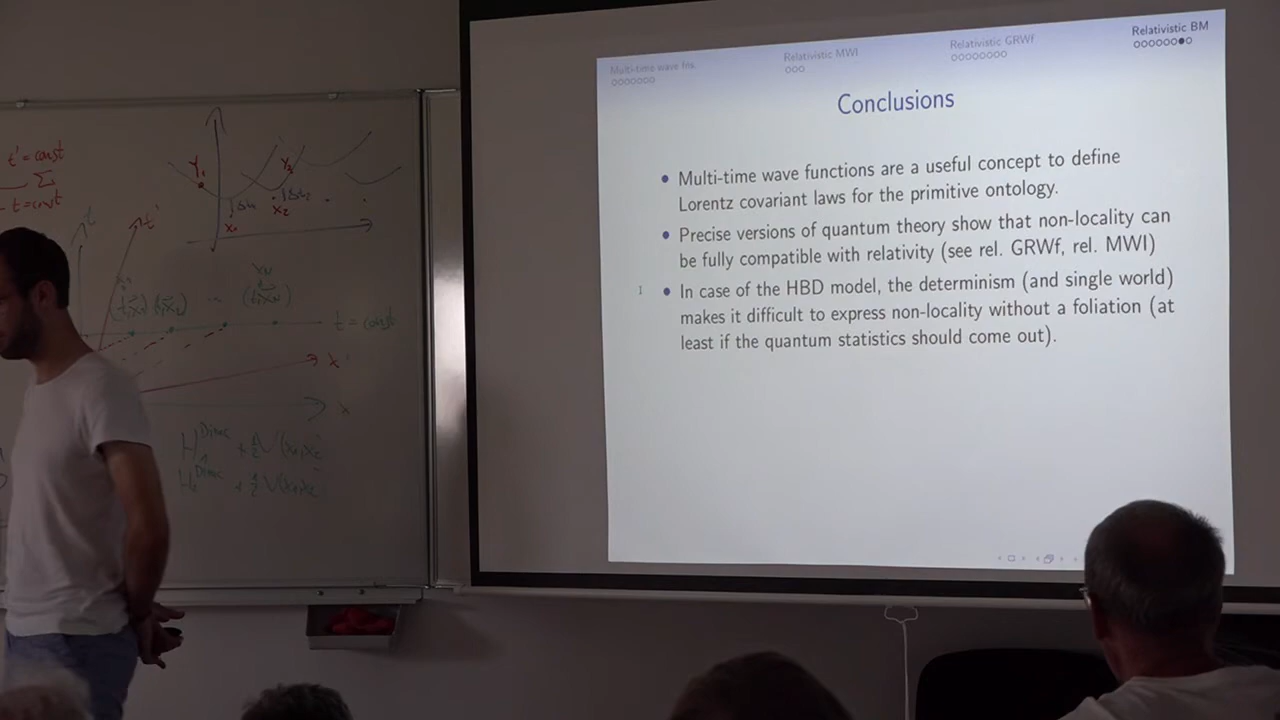 Multi-time wave fns.
Relativistic MWI
Relativistic GRWf
Relativistic BM
Conclusions
Multi-time wave functions are a useful concept to define
Lorentz covariant laws for the primitive ontology.
Precise versions of quantum theory show that non-locality can
be fully compatible with relativity (see rel. GRWf, rel. MWI)
In case of the HBD model, the determinism (and single world)
makes it difficult to express non-locality without a foliation (at
least if the quantum statistics should come out).
t' = const
Σ
t = const
Y₁
Y₂
X₂
t
t'
t = const
x